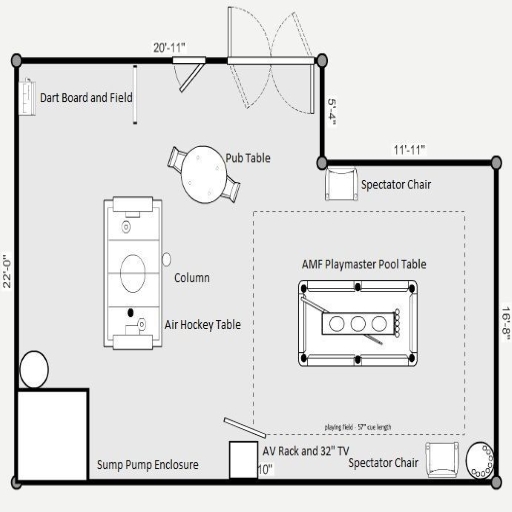 20'-11"
Dart Board and Field
5'-4"
11'-11"
Pub Table
Spectator Chair
AMF Playmaster Pool Table
22'-0"
Column
Air Hockey Table
16'-8"
playing field - 57" cue length
AV Rack and 32" TV
10"
Sump Pump Enclosure
Spectator Chair